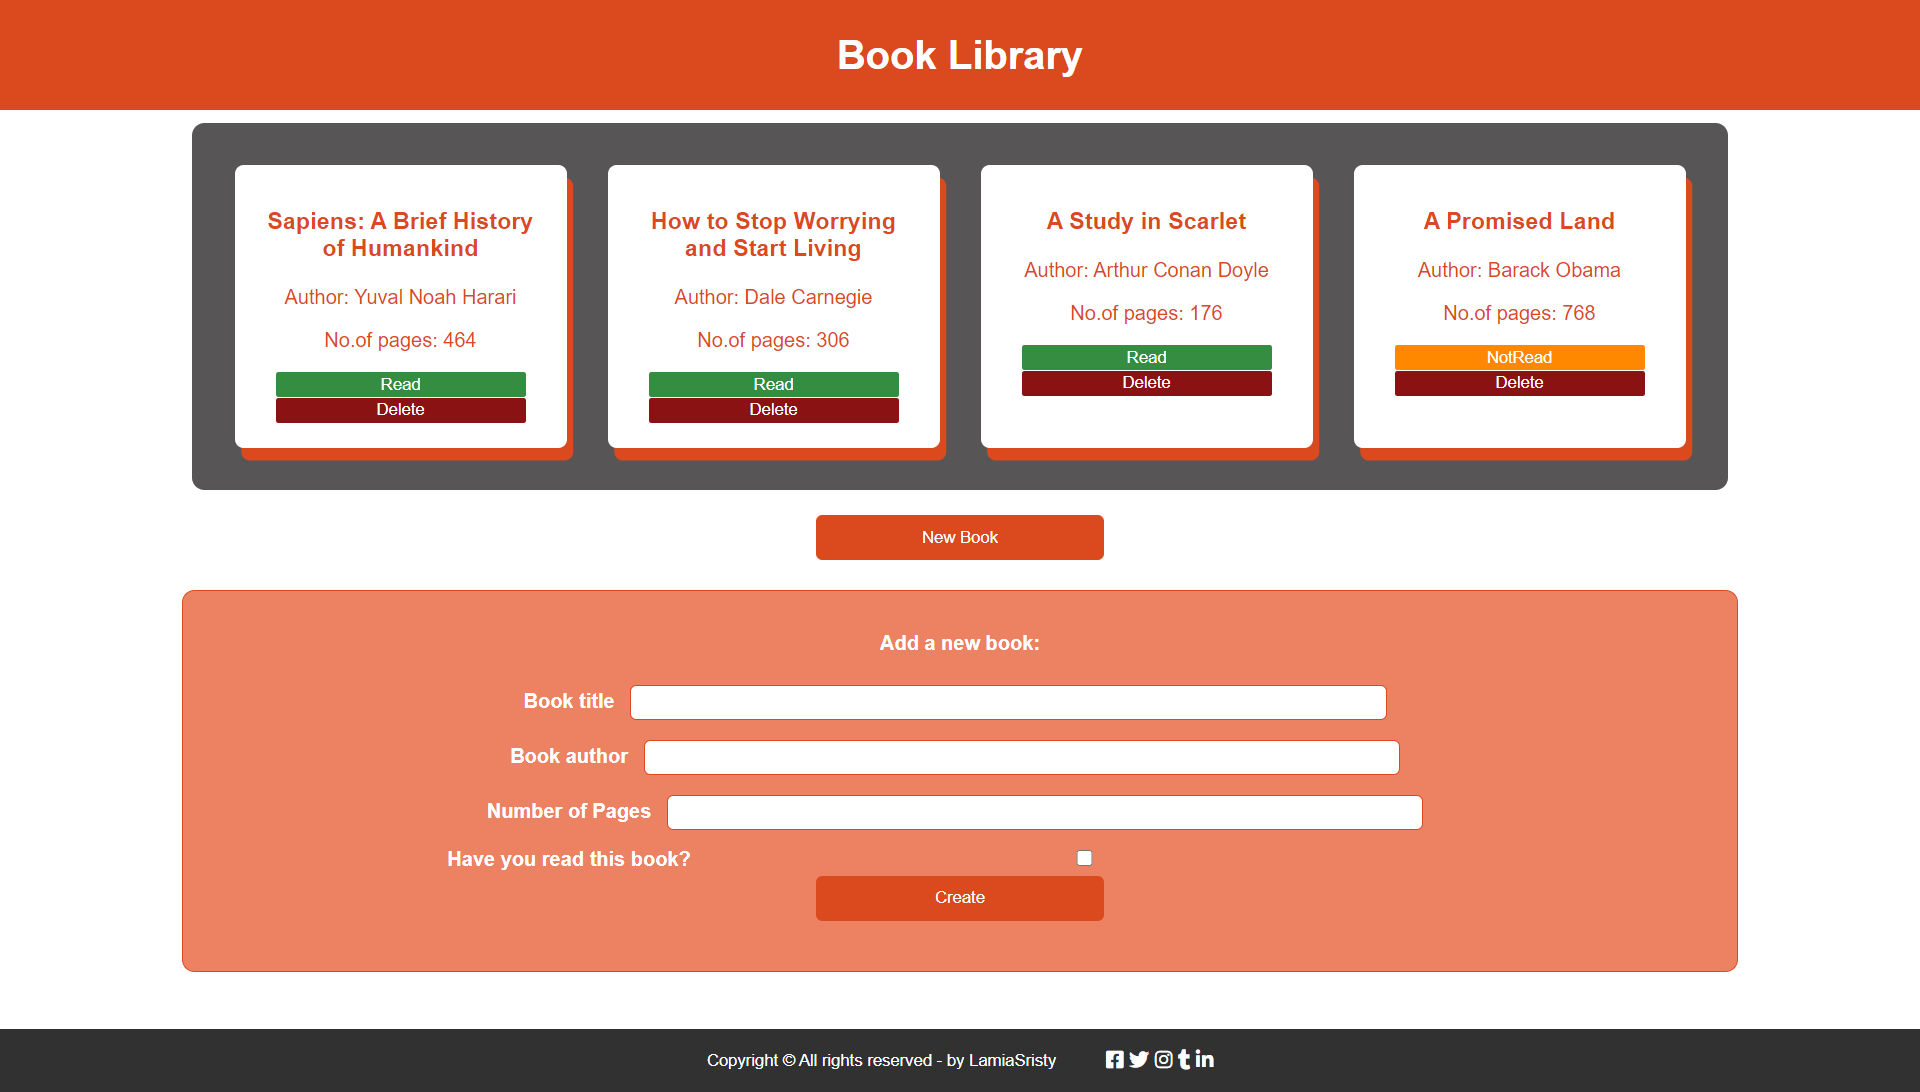 Book Library
Sapiens: A Brief History
of Humankind
Author: Yuval Noah Harari
No.of pages: 464
Read
Delete
How to Stop Worrying
and Start Living
Author: Dale Carnegie
No.of pages: 306
Read
Delete
A Study in Scarlet
Author: Arthur Conan Doyle
No.of pages: 176
Read
Delete
A Promised Land
Author: Barack Obama
No.of pages: 768
NotRead
Delete
New Book
Add a new book:
Book title
Book author
Number of Pages
Have you read this book?
Create
Copyright © All rights reserved - by LamiaSristy